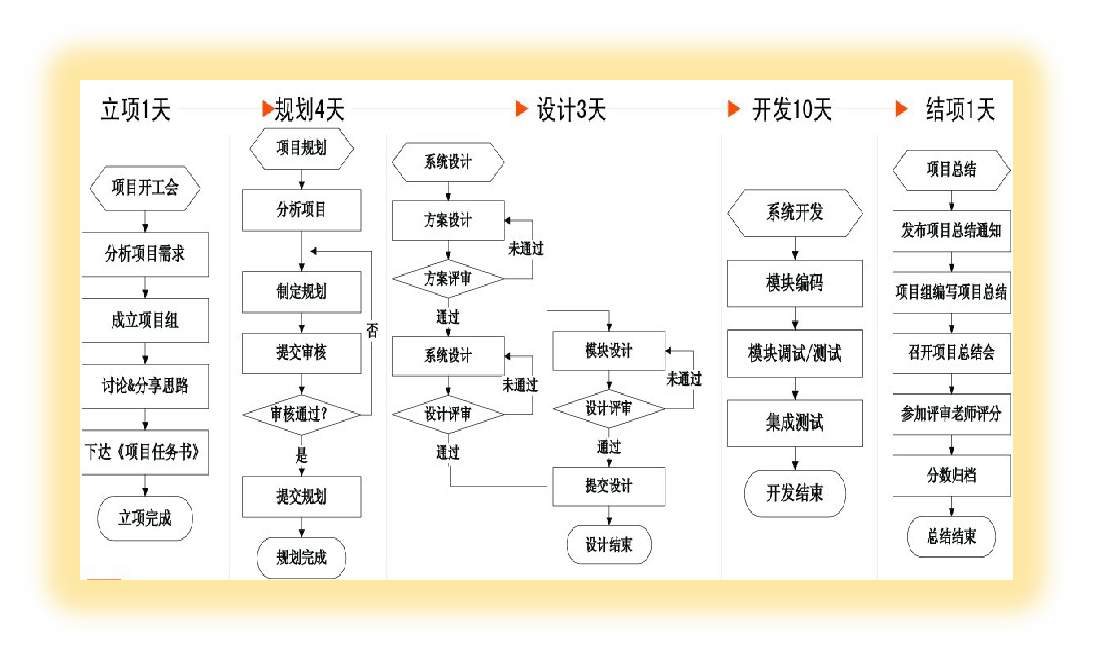 立项1天
规划4天
设计3天
开发10天
结项1天
项目开工会
分析项目需求
成立项目组
讨论&分享思路
下达《项目任务书》
立项完成
项目规划
分析项目
制定规划
提交审核
否
审核通过？
是
提交规划
规划完成
系统设计
方案设计
未通过
方案评审
通过
系统设计
未通过
设计评审
通过
模块设计
未通过
设计评审
通过
提交设计
设计结束
系统开发
模块编码
模块调试/测试
集成测试
开发结束
项目总结
发布项目总结通知
项目组编写项目总结
召开项目总结会
参加评审老师评分
分数归档
总结结束